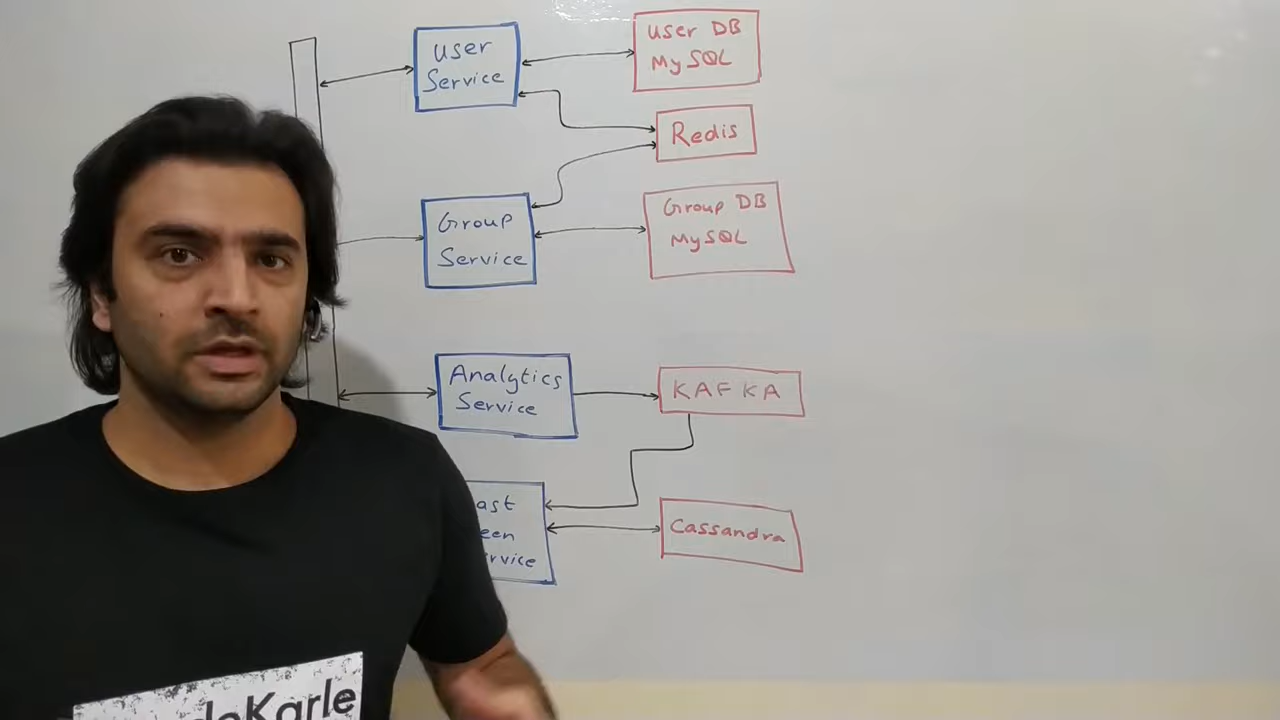 User
Service
User DB
MySQL
Redis
Group
Service
Group DB
MySQL
Analytics
Service
KAFKA
Cassandra